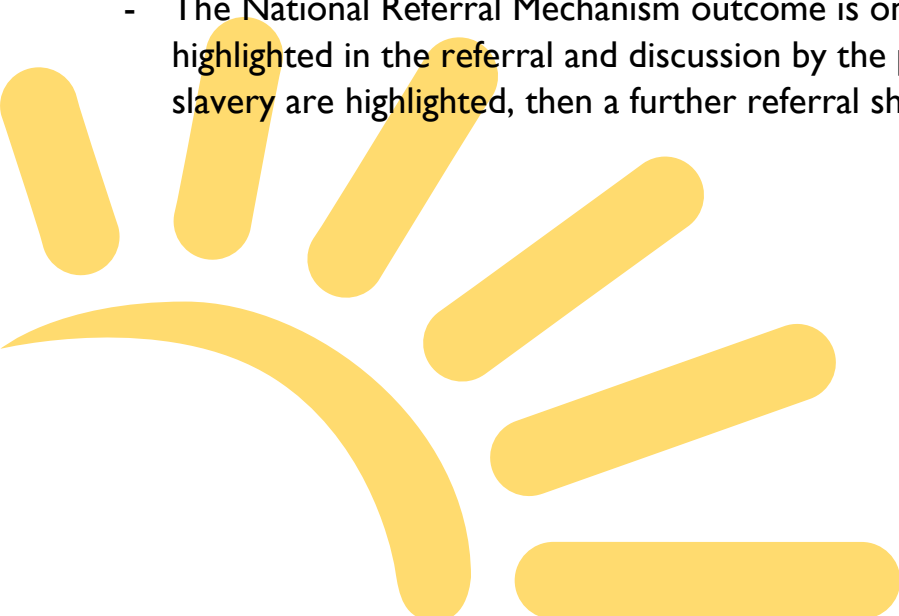 - The National Referral Mechanism outcome is
highlighted in the referral and discussion by the
slavery are highlighted, then a further referral